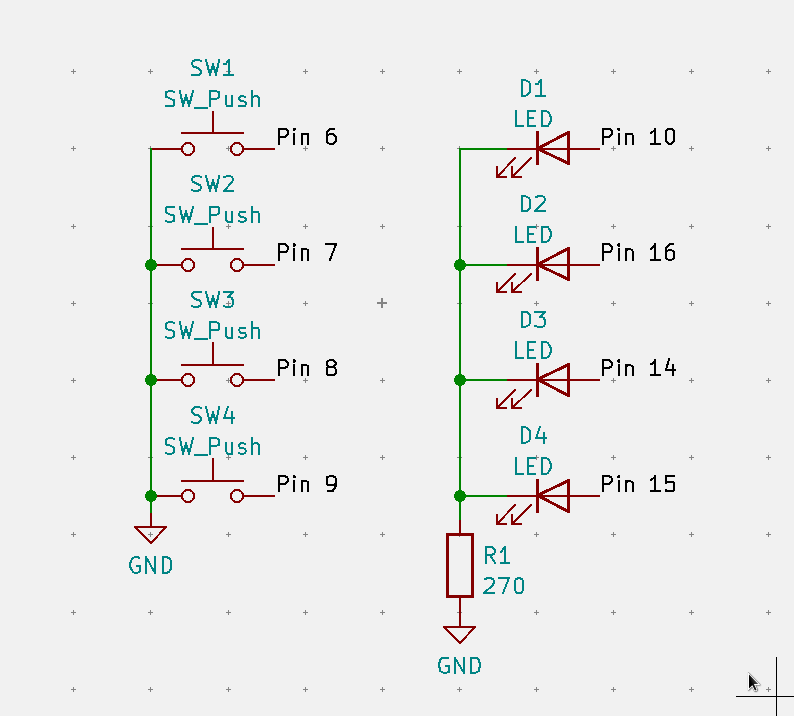 SW1
SW_Push
Pin 6
SW2
SW_Push
Pin 7
SW3
SW_Push
Pin 8
SW4
SW_Push
Pin 9
GND
D1
LED
Pin 10
D2
LED
Pin 16
D3
LED
Pin 14
D4
LED
Pin 15
R1
270
GND